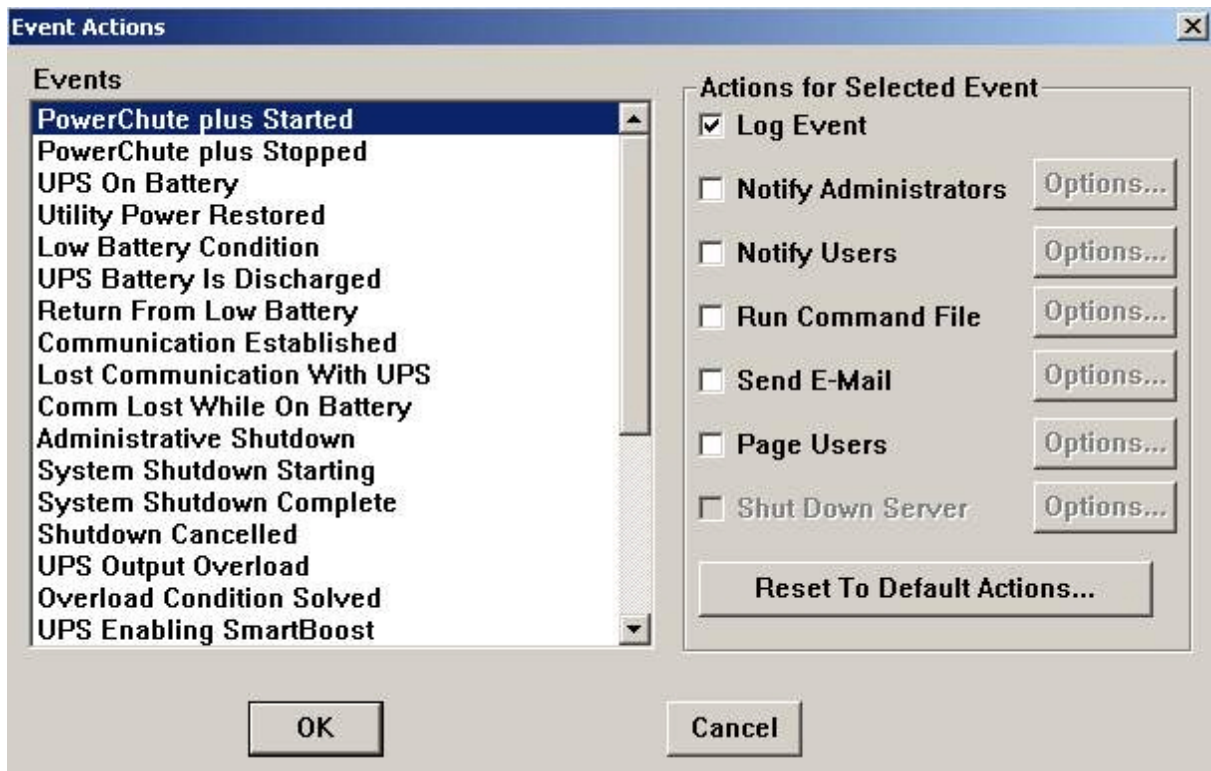 Event Actions
Events
PowerChute plus Started
PowerChute plus Stopped
UPS On Battery
Utility Power Restored
Low Battery Condition
UPS Battery Is Discharged
Return From Low Battery
Communication Established
Lost Communication With UPS
Comm Lost While On Battery
Administrative Shutdown
System Shutdown Starting
System Shutdown Complete
Shutdown Cancelled
UPS Output Overload
Overload Condition Solved
UPS Enabling SmartBoost
Actions for Selected Event
Log Event
Notify Administrators Options...
Notify Users Options...
Run Command File Options...
Send E-Mail Options...
Page Users Options...
Shut Down Server Options...
Reset To Default Actions...
OK Cancel